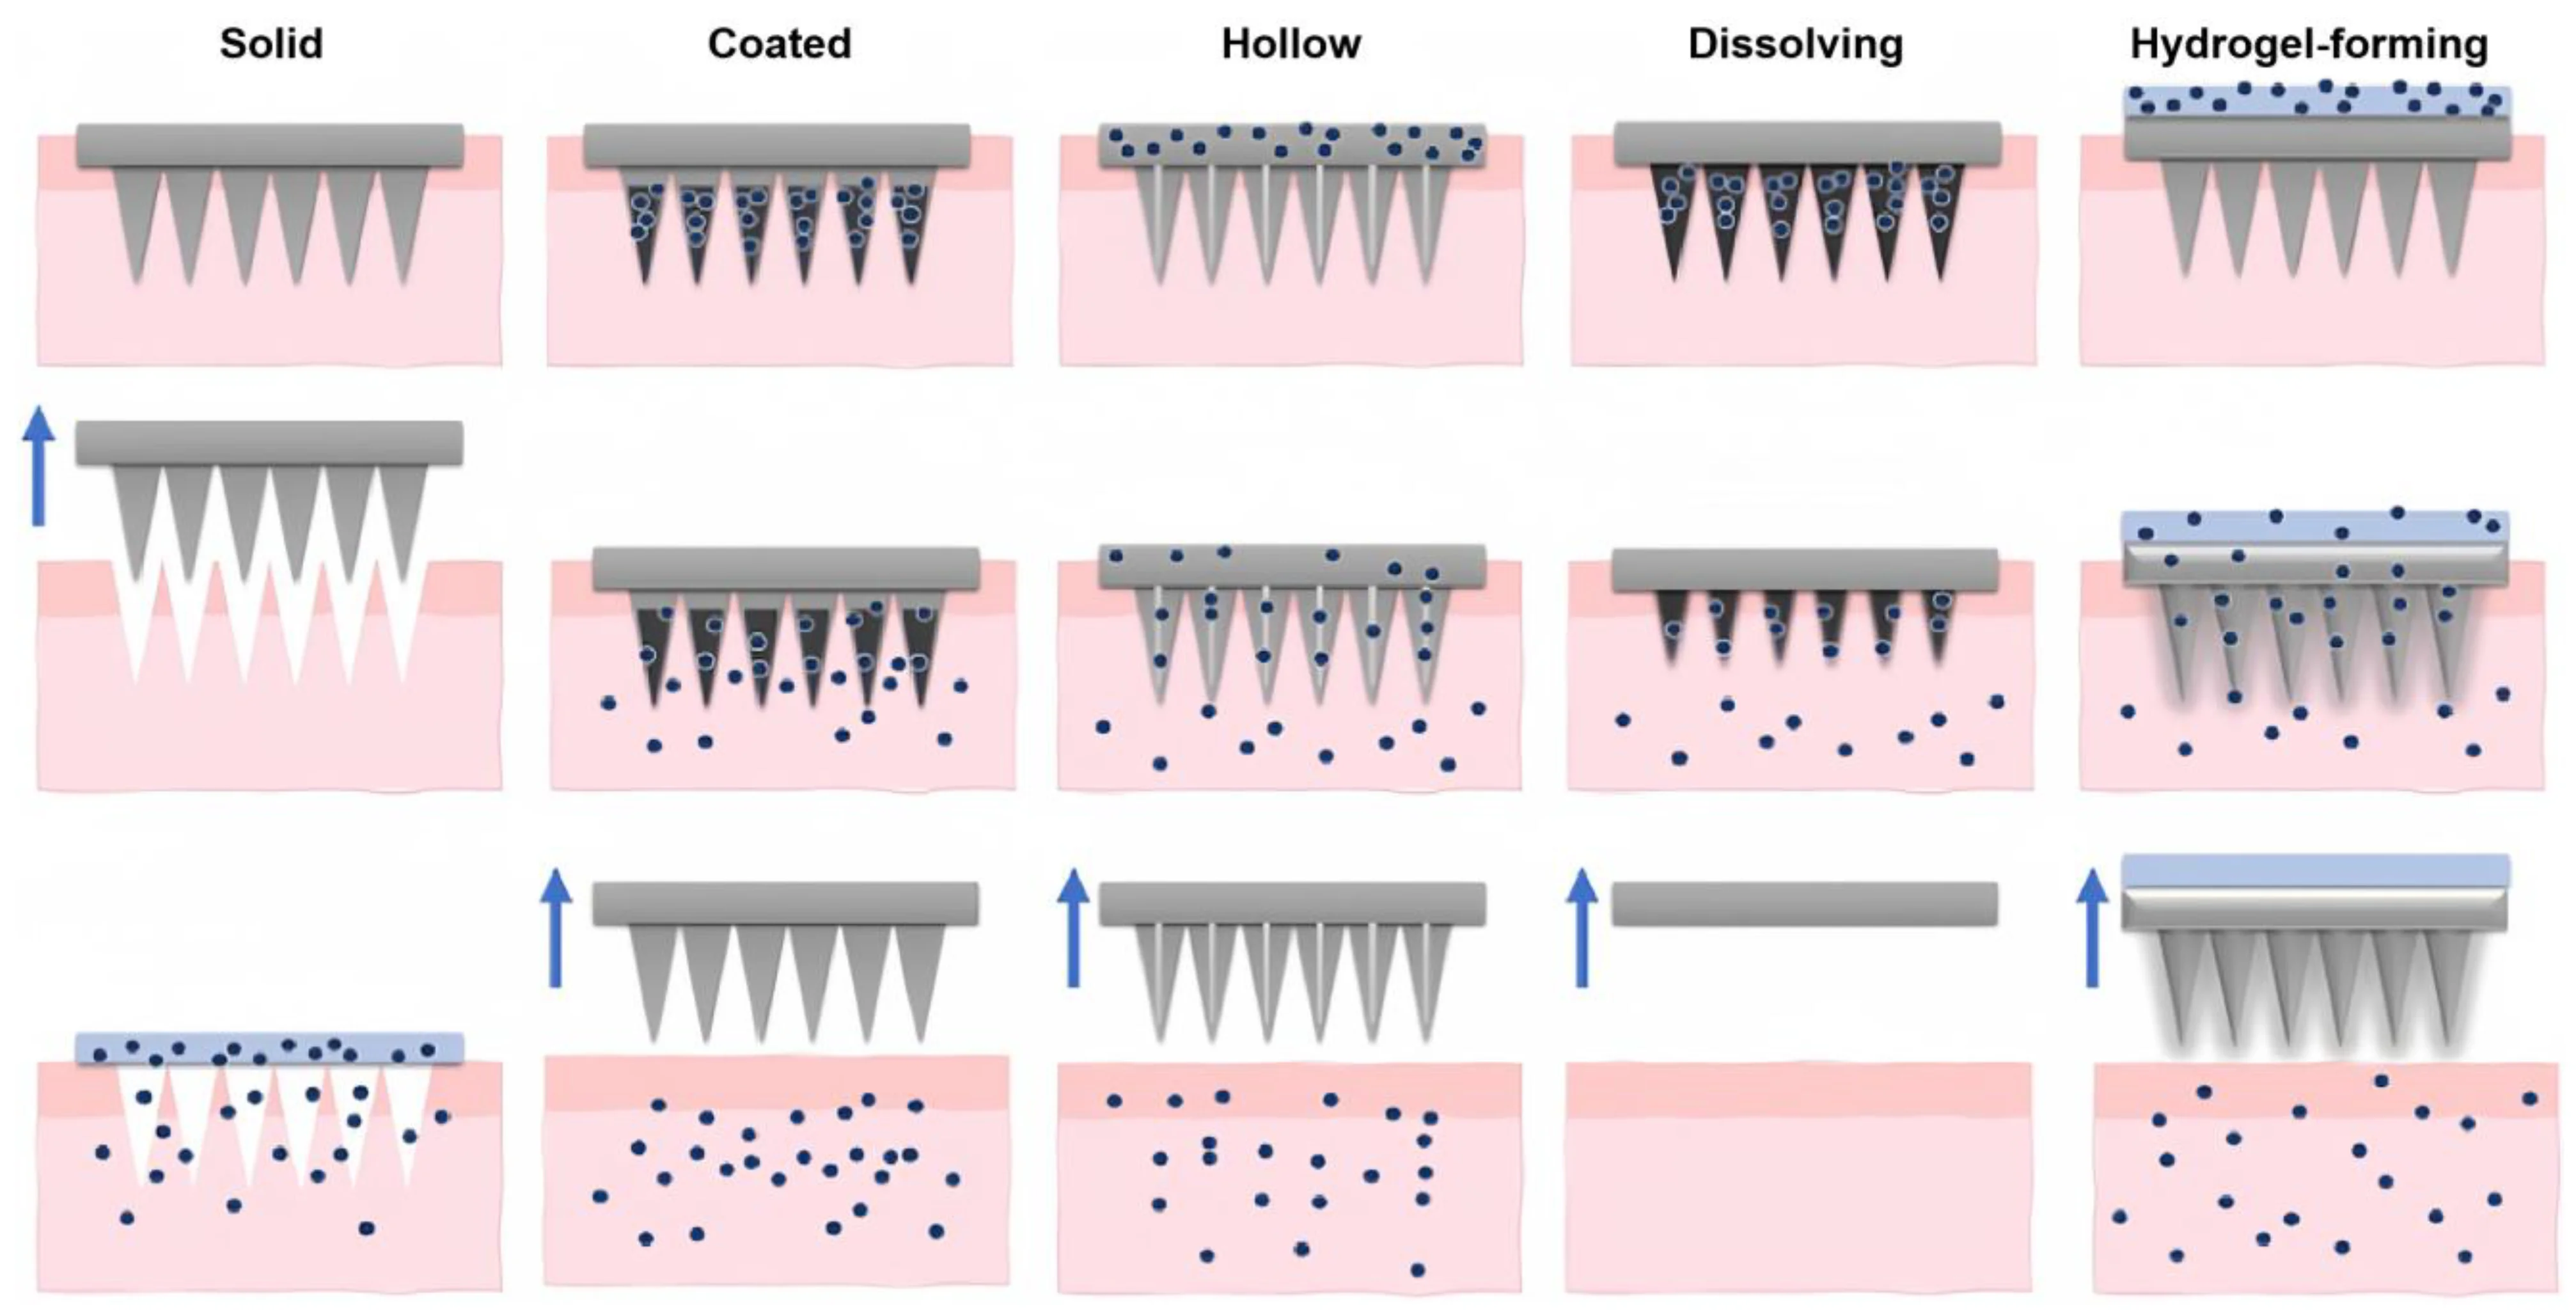 Solid
Coated
Hollow
Dissolving
Hydrogel-forming